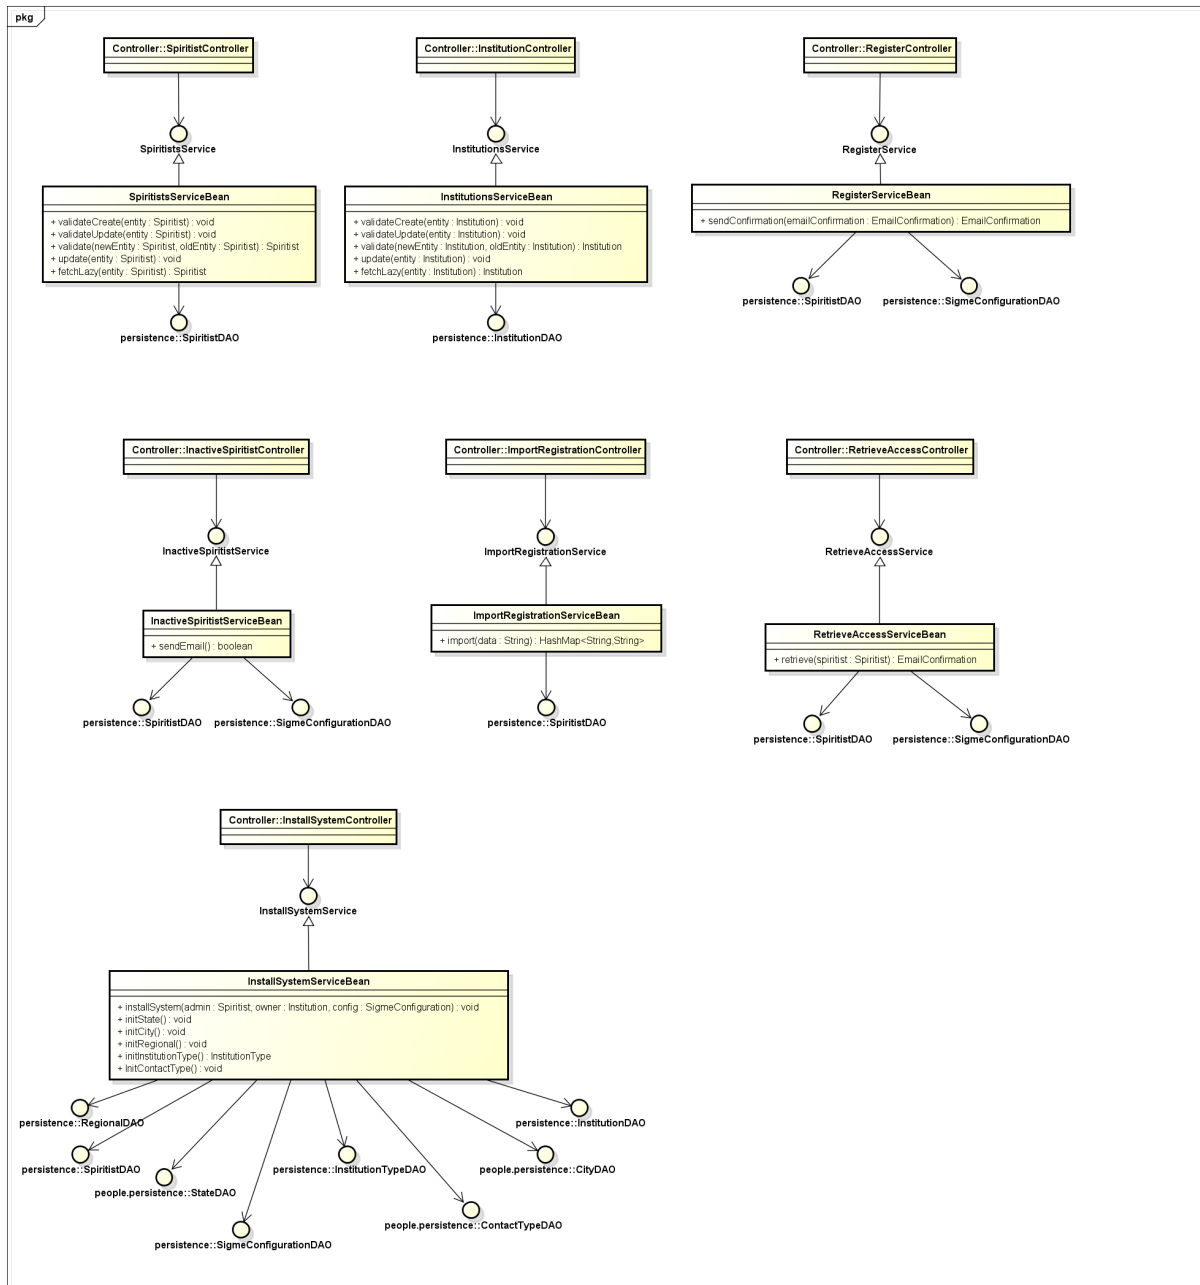 pkg
Controller::SpiritistController
SpiritistsService
SpiritistsServiceBean
+ validateCreate(entity : Spiritist) : void
+ validateUpdate(entity : Spiritist) : void
+ validate(newEntity : Spiritist, oldEntity : Spiritist) : Spiritist
+ update(entity : Spiritist) : void
+ fetchLazy(entity : Spiritist) : Spiritist
persistence::SpiritistDAO
Controller::InstitutionController
InstitutionsService
InstitutionsServiceBean
+ validateCreate(entity : Institution) : void
+ validateUpdate(entity : Institution) : void
+ validate(newEntity : Institution, oldEntity : Institution) : Institution
+ update(entity : Institution) : void
+ fetchLazy(entity : Institution) : Institution
persistence::InstitutionDAO
Controller::RegisterController
RegisterService
RegisterServiceBean
+ sendConfirmation(emailConfirmation : EmailConfirmation) : EmailConfirmation
persistence::SpiritistDAO
persistence::SigmeConfigurationDAO
Controller::InactiveSpiritistController
InactiveSpiritistService
InactiveSpiritistServiceBean
+ sendEmail() : boolean
persistence::SpiritistDAO
persistence::SigmeConfigurationDAO
Controller::ImportRegistrationController
ImportRegistrationService
ImportRegistrationServiceBean
+ import(data : String) : HashMap<String,String>
persistence::SpiritistDAO
Controller::RetrieveAccessController
RetrieveAccessService
RetrieveAccessServiceBean
+ retrieve(spiritist : Spiritist) : EmailConfirmation
persistence::SpiritistDAO
persistence::SigmeConfigurationDAO
Controller::InstallSystemController
InstallSystemService
InstallSystemServiceBean
+ installSystem(admin : Spiritist, owner : Institution, config : SigmeConfiguration) : void
+ initState() : void
+ initCity() : void
+ initRegional() : void
+ initInstitutionType() : InstitutionType
+ InitContactType() : void
persistence::RegionalDAO
persistence::InstitutionDAO
persistence::SpiritistDAO
persistence::InstitutionTypeDAO
people.persistence::CityDAO
people.persistence::StateDAO
people.persistence::ContactTypeDAO
persistence::SigmeConfigurationDAO